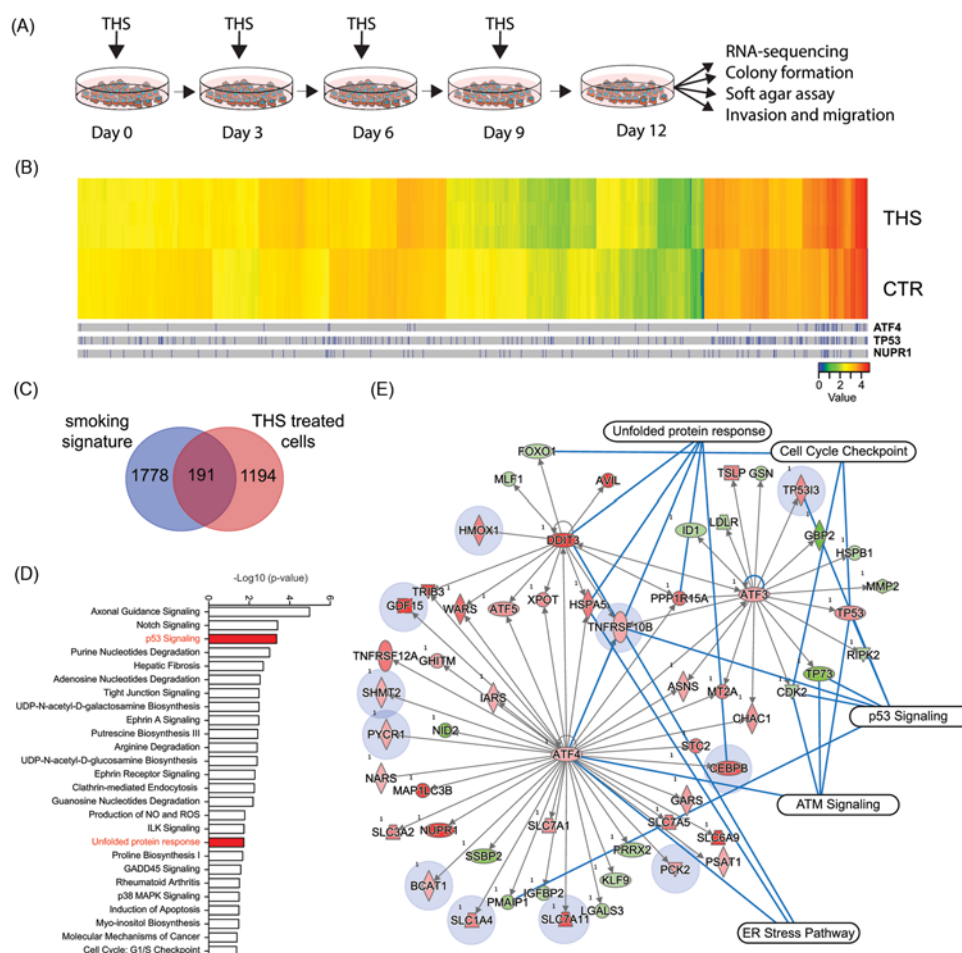 (A)
THS THS THS THS
RNA-sequencing
Colony formation
Soft agar assay
Invasion and migration
Day 0 Day 3 Day 6 Day 9 Day 12
(B)
THS
CTR
ATF4
TP53
NUPR1
0 2 4
Value
(C)
smoking signature
THS treated cells
1778 191 1194
(D)
-Log10 (p-value)
0 2 4 6
Axonal Guidance Signaling
Notch Signaling
p53 Signaling
Purine Nucleotides Degradation
Hepatic Fibrosis
Adenosine Nucleotides Degradation
Tight Junction Signaling
UDP-N-acetyl-D-galactosamine Biosynthesis
Ephrin A Signaling
Putrescine Biosynthesis III
Arginine Degradation
UDP-N-acetyl-D-glucosamine Biosynthesis
Ephrin Receptor Signaling
Clathrin-mediated Endocytosis
Guanosine Nucleotides Degradation
Production of NO and ROS
ILK Signaling
Unfolded protein response
Proline Biosynthesis I
GADD45 Signaling
Rheumatoid Arthritis
p38 MAPK Signaling
Induction of Apoptosis
Myo-inositol Biosynthesis
Molecular Mechanisms of Cancer
Cell Cycle: G1/S Checkpoint
(E)
Unfolded protein response
Cell Cycle Checkpoint
FOXO1
MLF1
AVIL
TSLP
GSN
TP53I3
HMOX1
DDIT3
ID1
LDLR
GBP2
HSPB1
MMP2
TRIB3
GDF15
WARS
ATF5
XPOT
HSPA5
PPP1R15A
ATF3
TP53
TNFRSF10B
RIPK2
TNFRSF12A
GHITM
TP73
SHMT2
IARS
ASNS
MT2A
CDK2
PYCR1
NID2
CHAC1
p53 Signaling
ATF4
STC2
CEBPB
NARS
MAP1LC3B
GARS
ATM Signaling
SLC3A2
NUPR1
SLC7A1
SLC7A5
SLC6A9
SSBP2
PRRX2
PCK2
PSAT1
BCAT1
PMAIP1
IGFBP2
KLF9
SLC1A4
SLC7A11
LGALS3
ER Stress Pathway